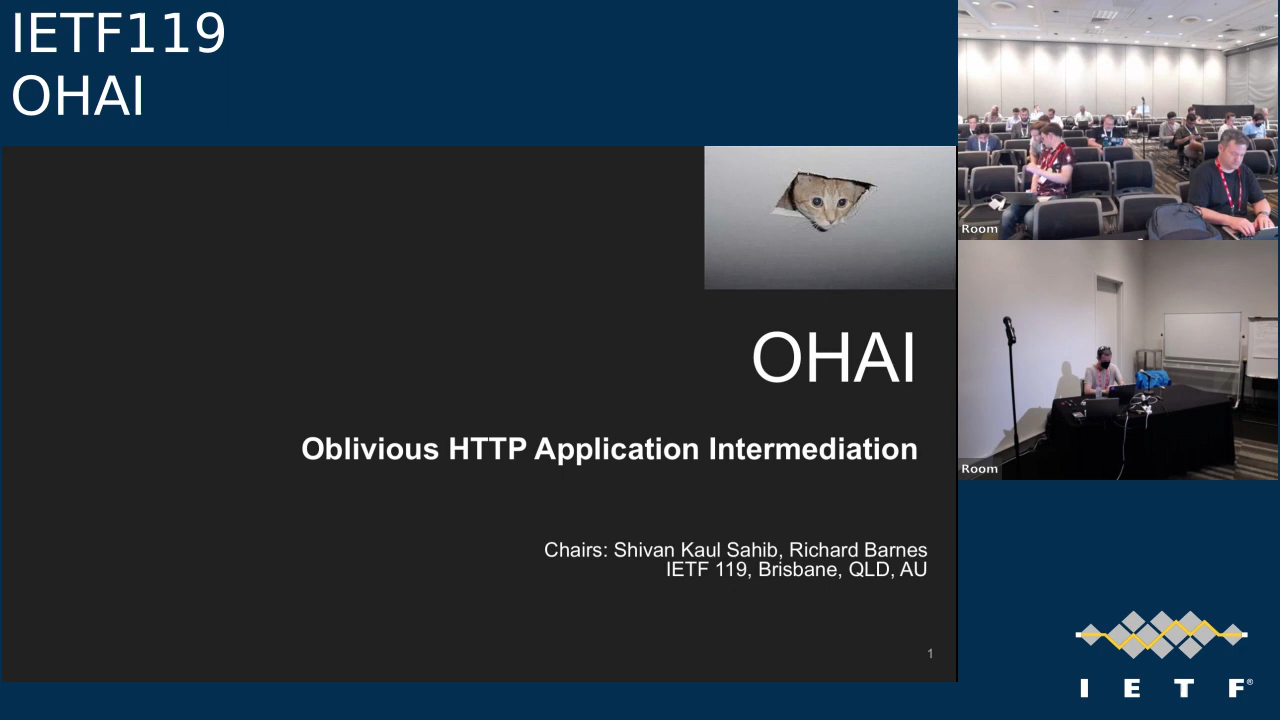 IETF119
OHAI
OHAI
Oblivious HTTP Application Intermediation
Chairs: Shivan Kaul Sahib, Richard Barnes
IETF 119, Brisbane, QLD, AU
1
Room
Room
I E T F®